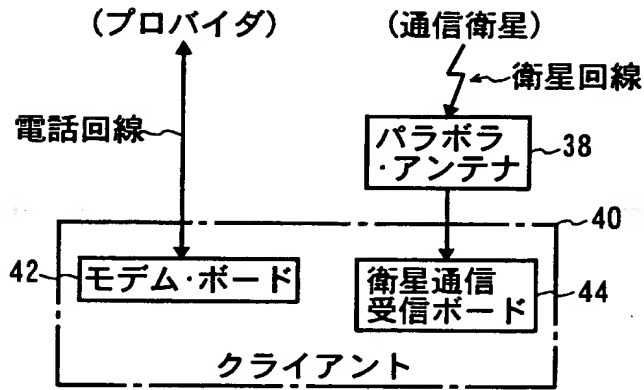 (プロバイダ)
(通信衛星)
衛星回線
電話回線
パラボラ
・アンテナ
38
40
42
モデム・ボード
衛星通信
受信ボード
44
クライアント